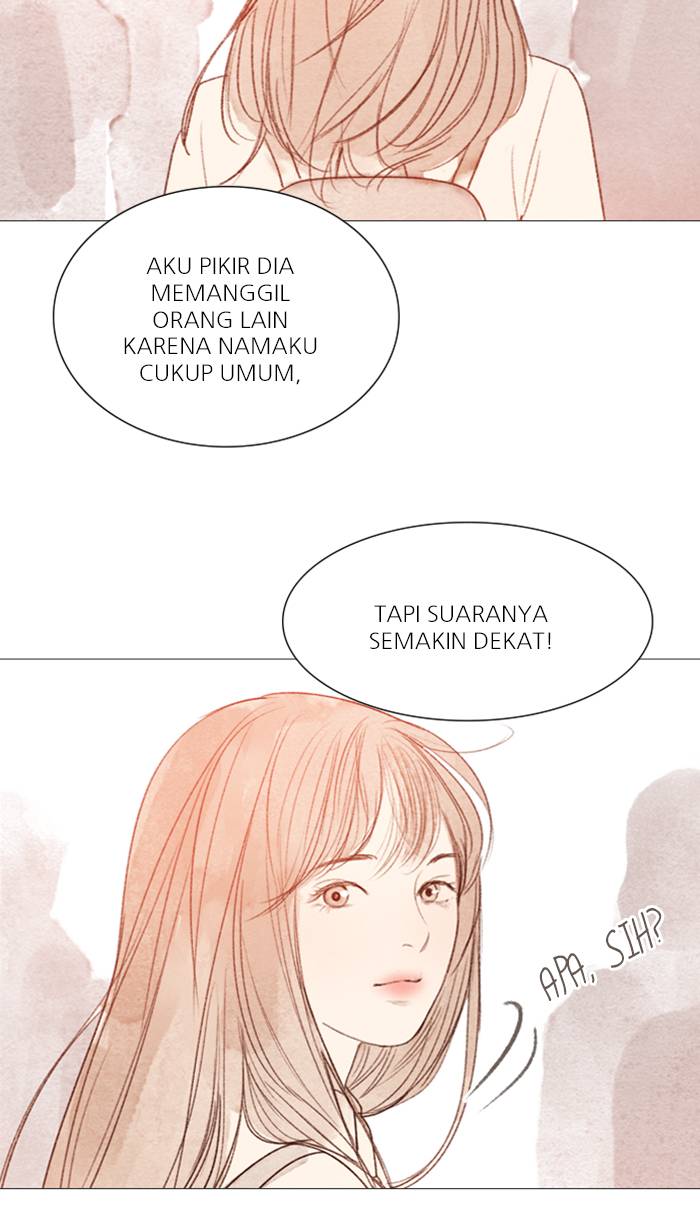 AKU PIKIR DIA
MEMANGGIL
ORANG LAIN
KARENA NAMAKU
CUKUP UMUM,
TAPI SUARANYA
SEMAKIN DEKAT!
APA, SIH?